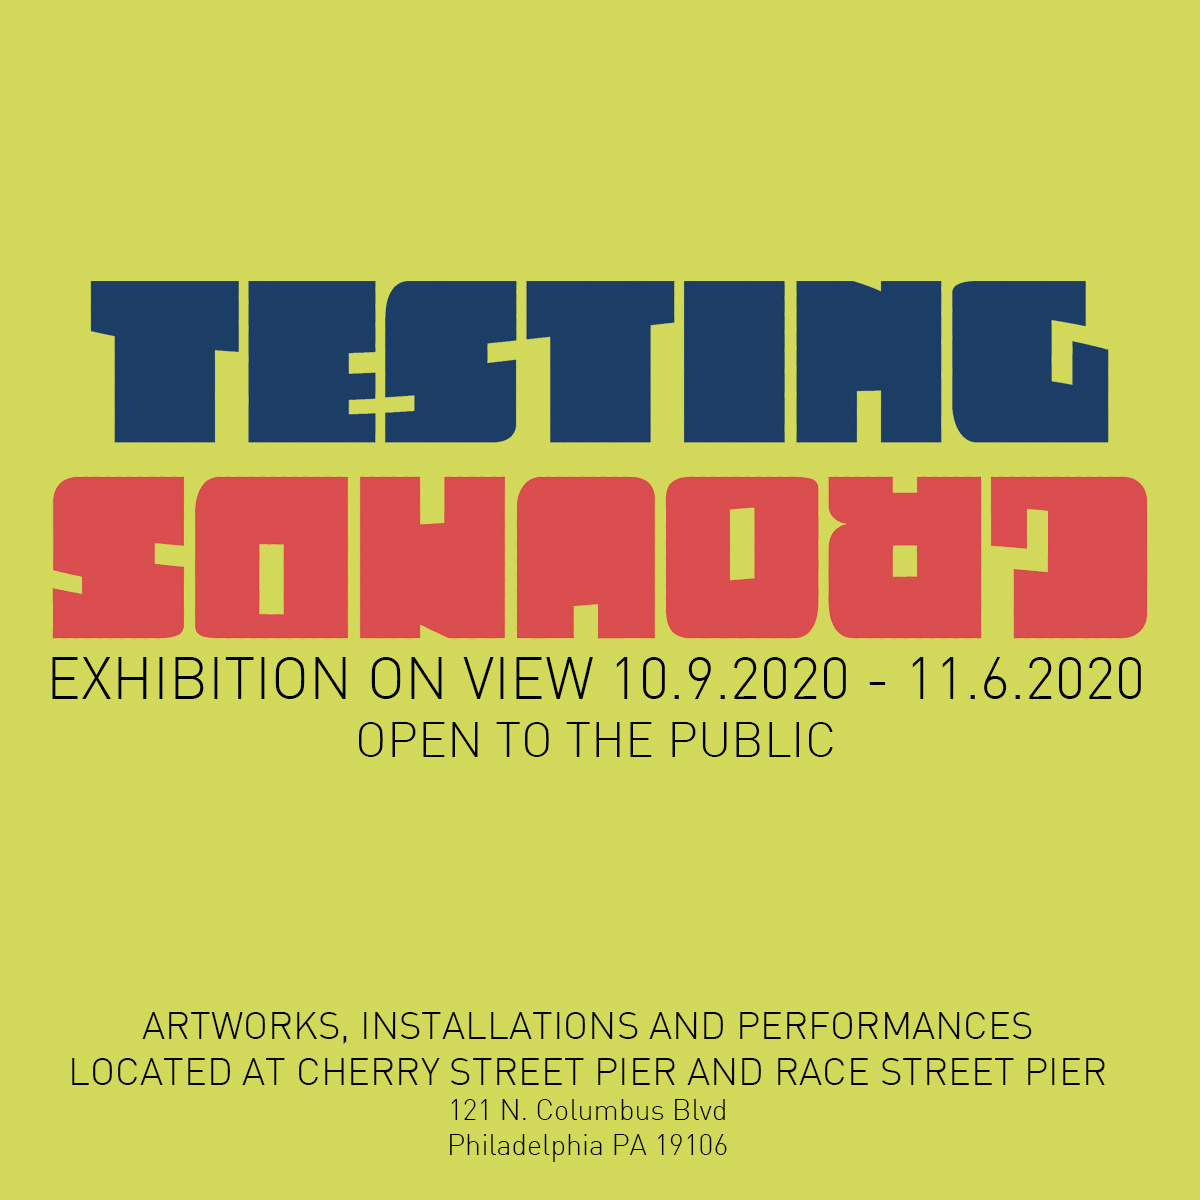 TESTING
GROUNDS
EXHIBITION ON VIEW 10.9.2020 - 11.6.2020
OPEN TO THE PUBLIC
ARTWORKS, INSTALLATIONS AND PERFORMANCES
LOCATED AT CHERRY STREET PIER AND RACE STREET PIER
121 N. Columbus Blvd
Philadelphia PA 19106